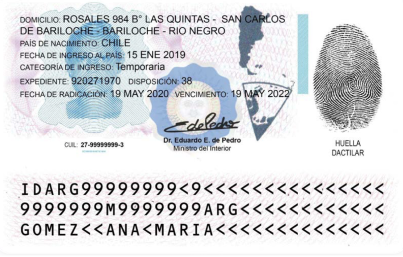 DOMICILIO: ROSALES 984 B° LAS QUINTAS - SAN CARLOS
DE BARILOCHE - BARILOCHE - RIO NEGRO
PAÍS DE NACIMIENTO: CHILE
FECHA DE INGRESO AL PAÍS: 15 ENE 2019
CATEGORÍA DE INGRESO: Temporaria
EXPEDIENTE: 920271970 DISPOSICIÓN: 38
FECHA DE RADICACIÓN: 19 MAY 2020 VENCIMIENTO: 19 MAY 2022
CUIL: 27-99999999-3
Dr. Eduardo E. de Pedro
Ministro del Interior
HUELLA
DACTILAR
IDARG99999999<9<<<<<<<<<<<<<<<
9999999M9999999ARG<<<<<<<<<<<<
GOMEZ<<ANA<MARIA<<<<<<<<<<<<<<